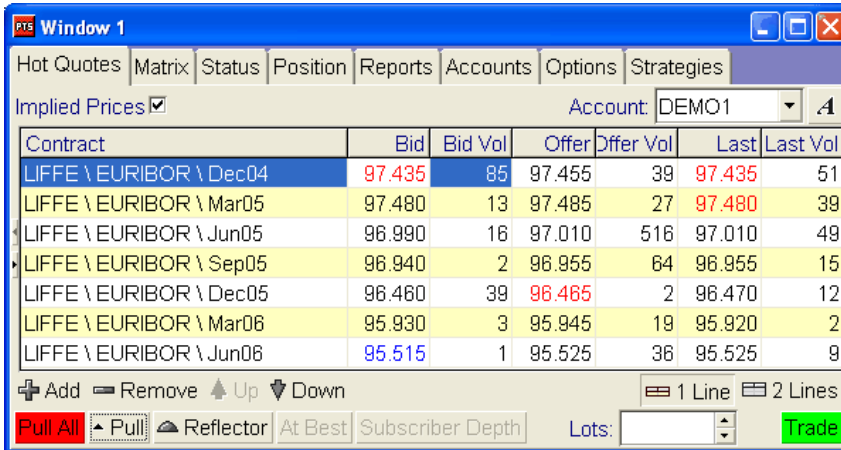 PTS Window 1
Hot Quotes Matrix Status Position Reports Accounts Options Strategies
Implied Prices Account: DEMO1 A
Contract Bid Bid Vol Offer Offer Vol Last Last Vol
LIFFE \ EURIBOR \ Dec04 97.435 85 97.455 39 97.435 51
LIFFE \ EURIBOR \ Mar05 97.480 13 97.485 27 97.480 39
LIFFE \ EURIBOR \ Jun05 96.990 16 97.010 516 97.010 49
LIFFE \ EURIBOR \ Sep05 96.940 2 96.955 64 96.955 15
LIFFE \ EURIBOR \ Dec05 96.460 39 96.465 2 96.470 12
LIFFE \ EURIBOR \ Mar06 95.930 3 95.945 19 95.920 2
LIFFE \ EURIBOR \ Jun06 95.515 1 95.525 36 95.525 9
Add Remove Up Down 1 Line 2 Lines
Pull All Pull Reflector At Best Subscriber Depth Lots: Trade